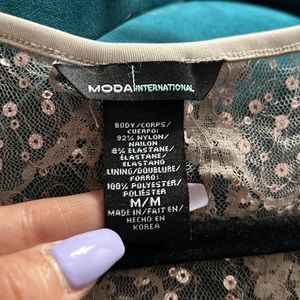 MODA INTERNATIONAL
BODY/CORPS/
CUERPO:
92% NYLON/
NAILON
8% ELASTANE/
ÉLASTANE/
ELASTANO
LINING/DOUBLURE/
FORRO:
100% POLYESTER/
POLIÉSTER
M/M
MADE IN/FAIT EN/
HECHO EN
KOREA